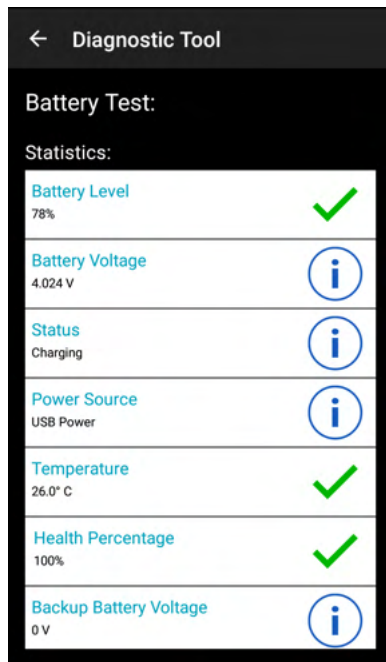 Diagnostic Tool
Battery Test:
Statistics:
Battery Level
78%
Battery Voltage
4.024 V
Status
Charging
Power Source
USB Power
Temperature
26.0° C
Health Percentage
100%
Backup Battery Voltage
0 V